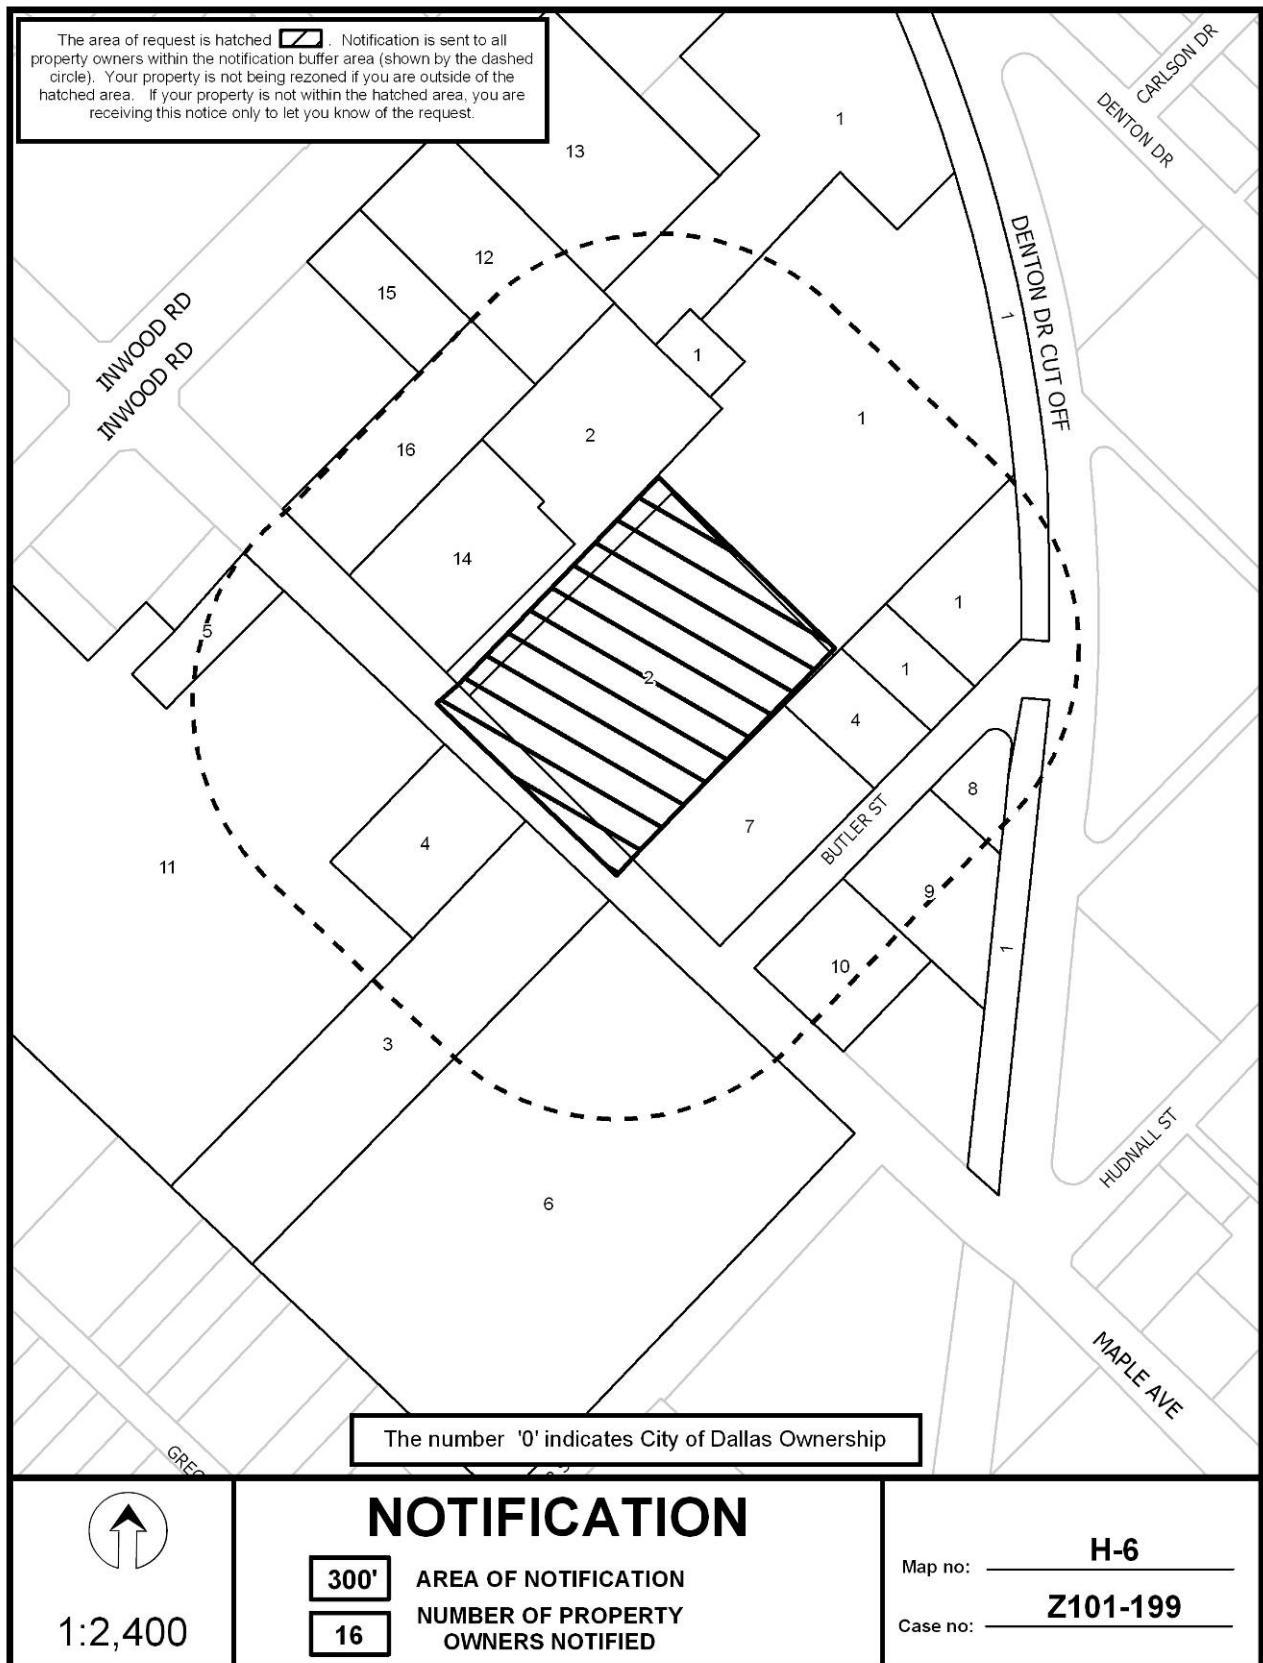 The area of request is hatched . Notification is sent to all
property owners within the notification buffer area (shown by the dashed
circle). Your property is not being rezoned if you are outside of the
hatched area. If your property is not within the hatched area, you are
receiving this notice only to let you know of the request.
CARLSON DR
DENTON DR
1
13
DENTON DR CUT OFF
12
15
1
INWOOD RD
INWOOD RD
1
1
2
16
14
1
5
1
2
4
8
BUTLER ST
7
4
11
9
1
10
3
HUDNALL ST
6
MAPLE AVE
The number '0' indicates City of Dallas Ownership
GREG
NOTIFICATION
300' AREA OF NOTIFICATION
16 NUMBER OF PROPERTY
OWNERS NOTIFIED
1:2,400
Map no: H-6
Case no: Z101-199